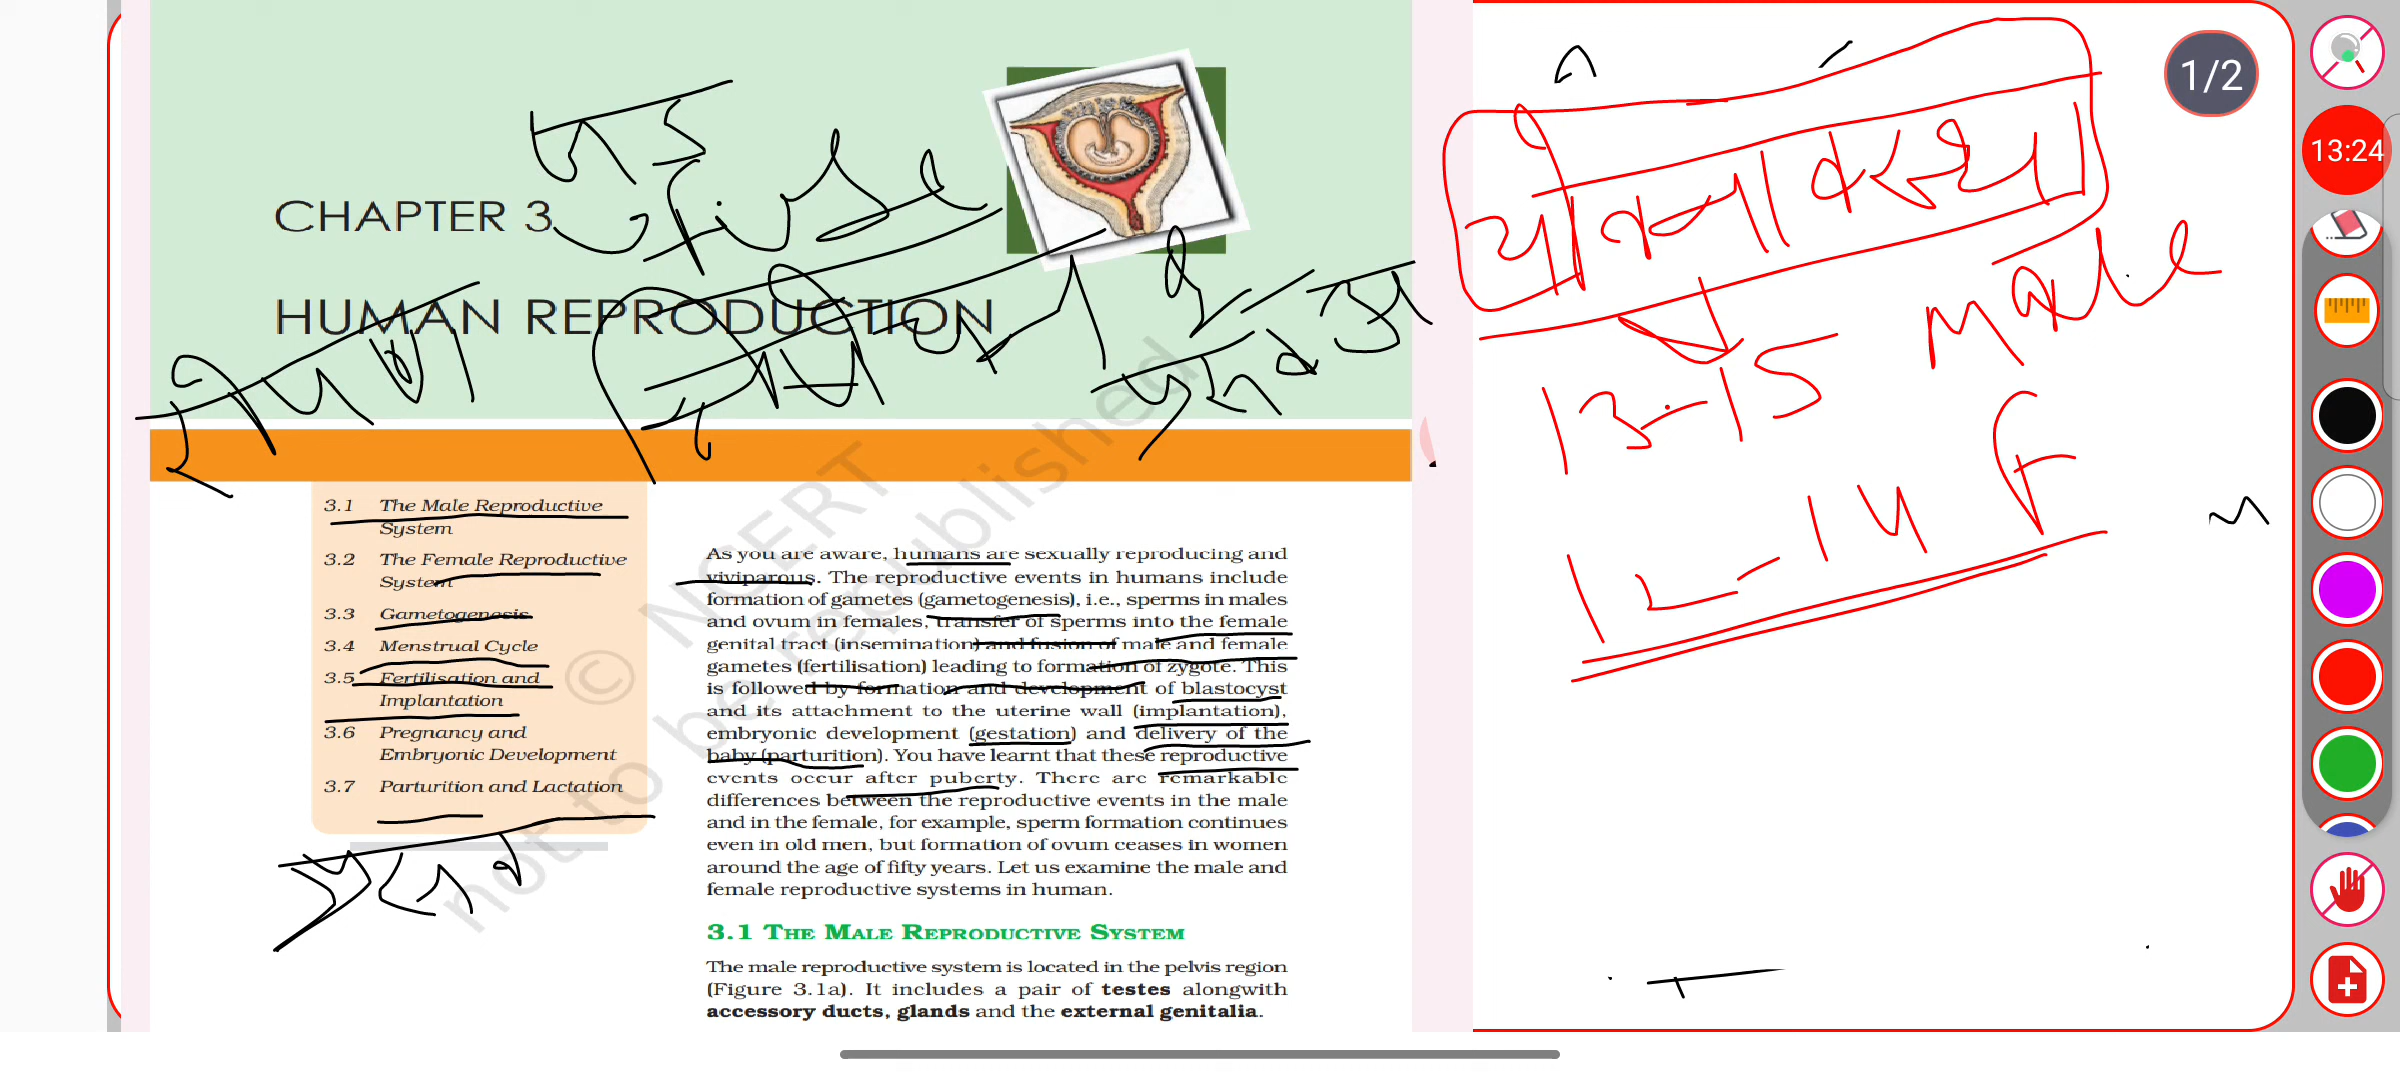 CHAPTER 3
HUMAN REPRODUCTION
3.1 The Male Reproductive
System
3.2 The Female Reproductive
System
3.3 Gametogenesis
3.4 Menstrual Cycle
3.5 Fertilisation and
Implantation
3.6 Pregnancy and
Embryonic Development
3.7 Parturition and Lactation
As you are aware, humans are sexually reproducing and
viviparous. The reproductive events in humans include
formation of gametes (gametogenesis), i.e., sperms in males
and ovum in females, transfer of sperms into the female
genital tract (insemination) and fusion of male and female
gametes (fertilisation) leading to formation of zygote. This
is followed by formation and development of blastocyst
and its attachment to the uterine wall (implantation),
embryonic development (gestation) and delivery of the
baby (parturition). You have learnt that these reproductive
events occur after puberty. There are remarkable
differences between the reproductive events in the male
and in the female, for example, sperm formation continues
even in old men, but formation of ovum ceases in women
around the age of fifty years. Let us examine the male and
female reproductive systems in human.
3.1 THE MALE REPRODUCTIVE SYSTEM
The male reproductive system is located in the pelvis region
(Figure 3.1a). It includes a pair of testes alongwith
accessory ducts, glands and the external genitalia.
© NCERT
not to be republished
13-15 Male
12-14 F
1/2
13:24